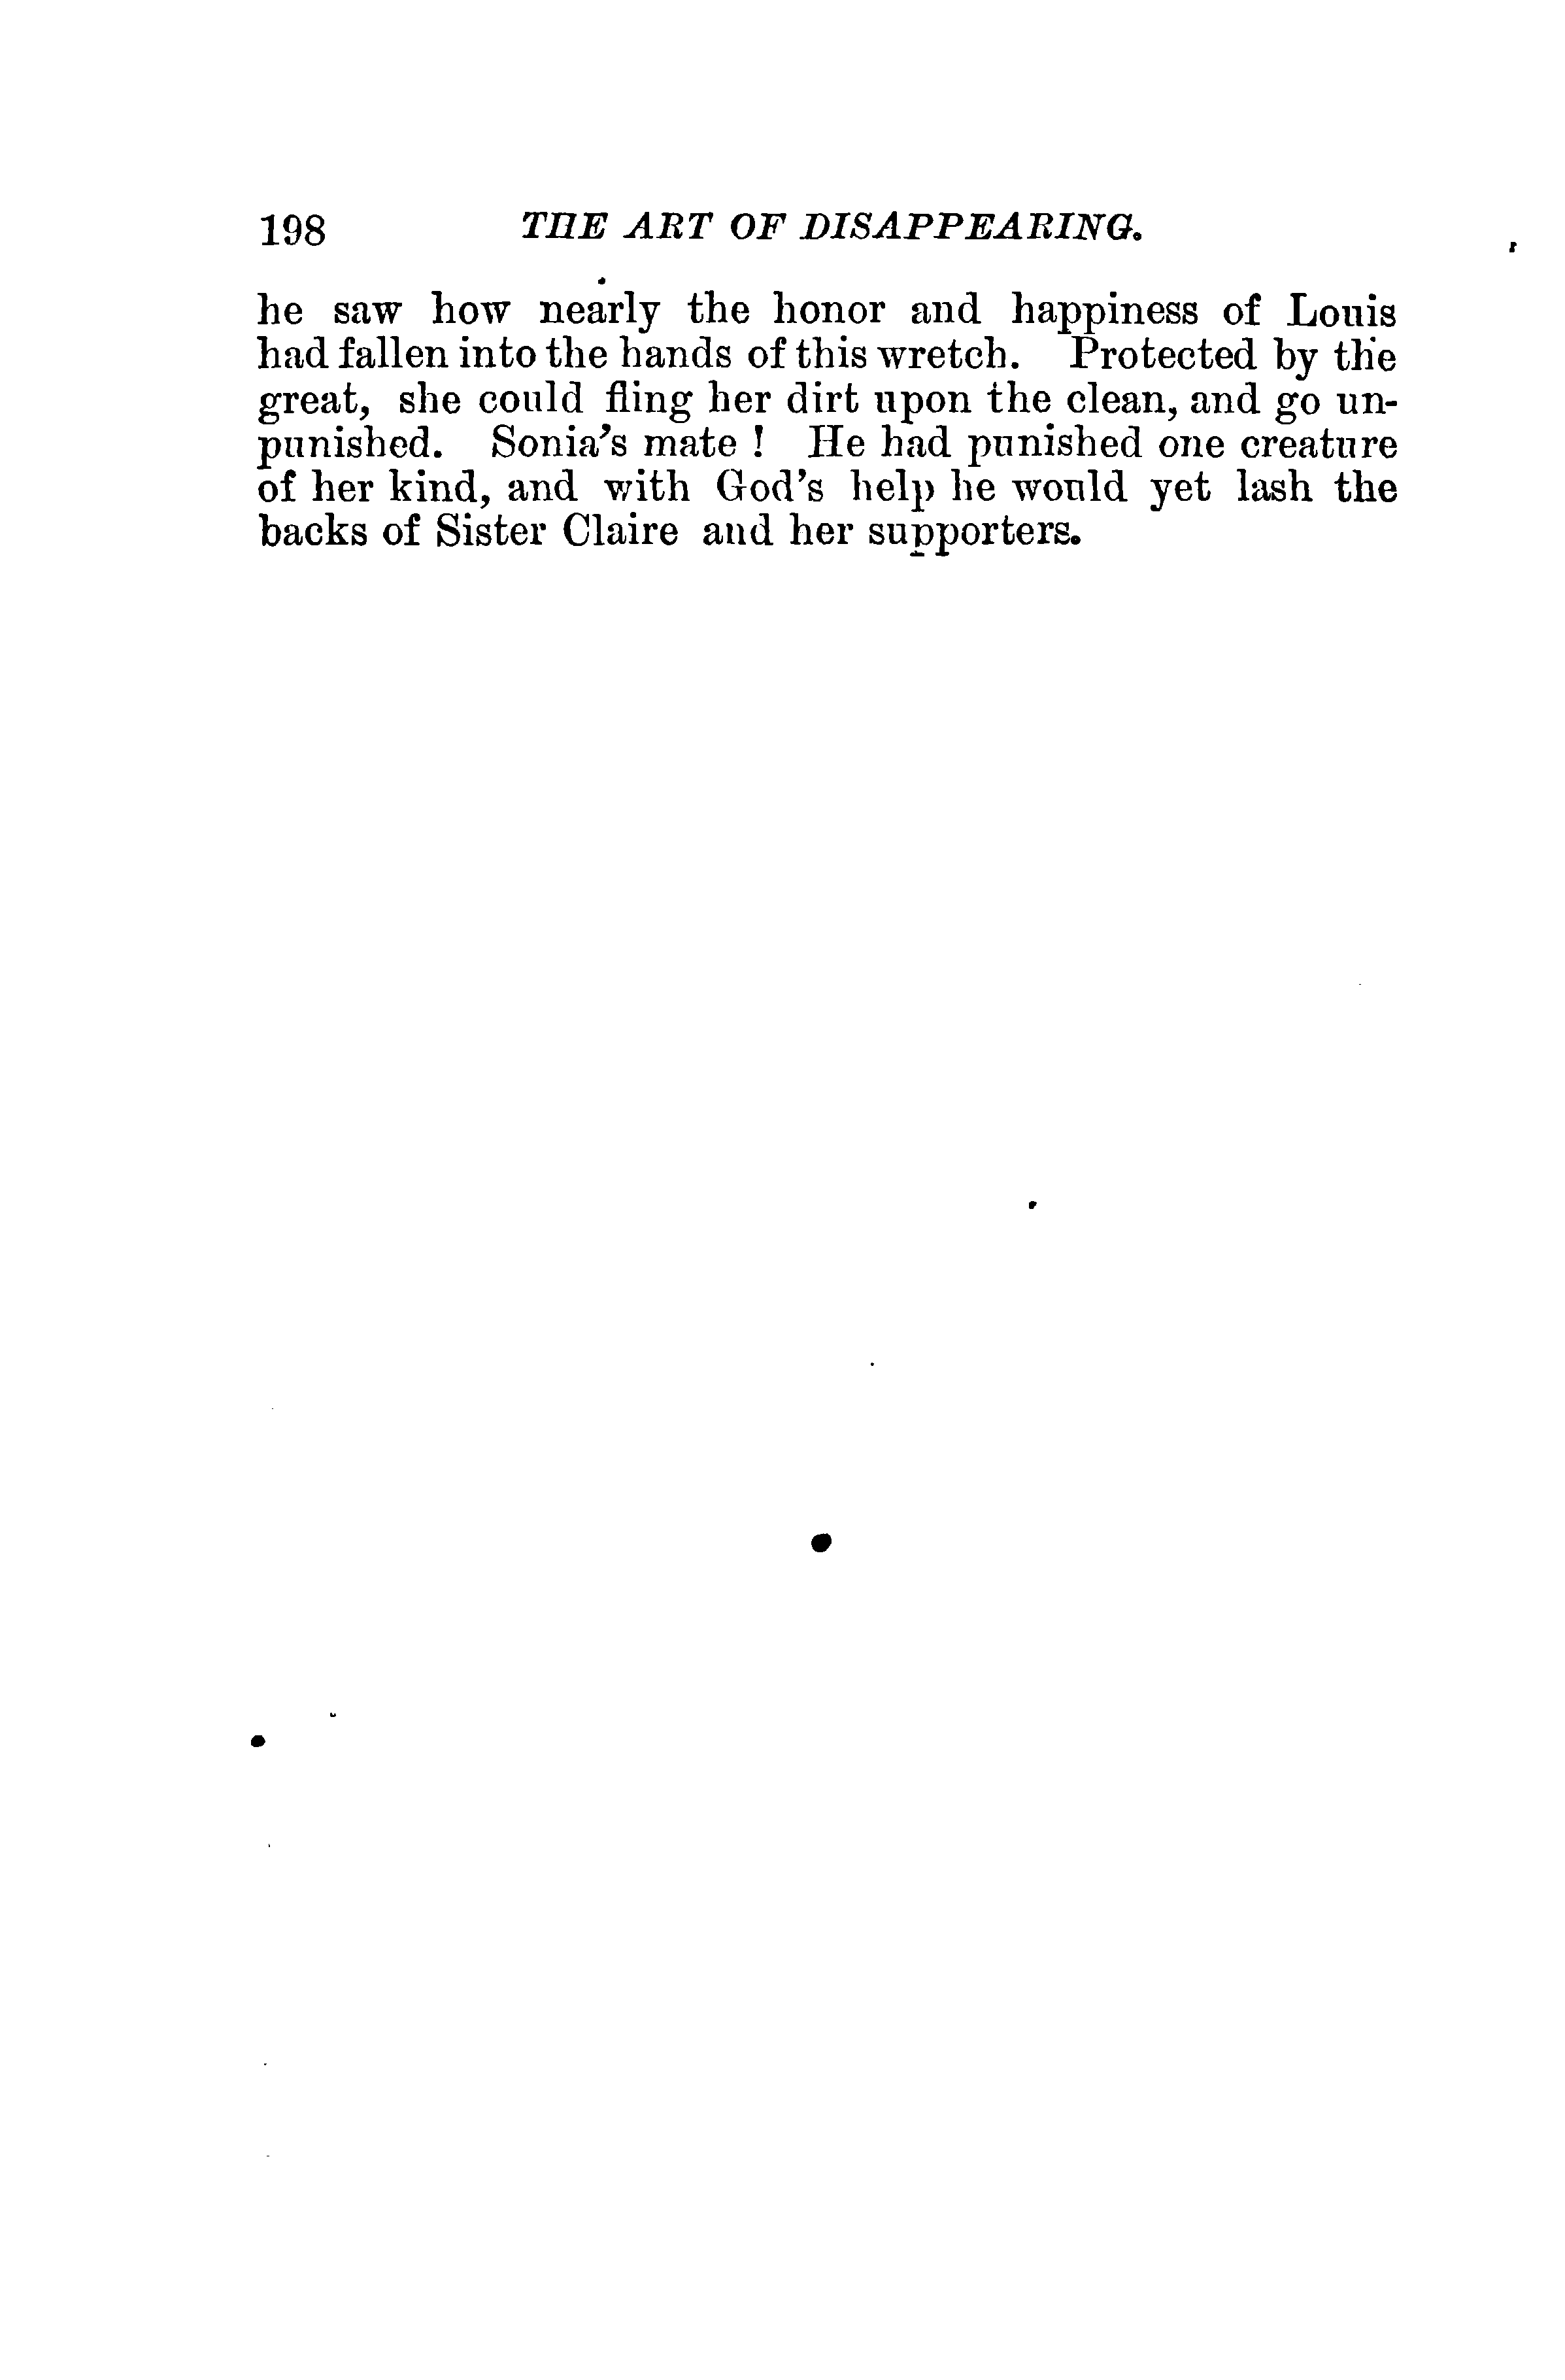 198 THE ART OF DISAPPEARING.
he saw how nearly the honor and happiness of Louis
had fallen into the hands of this wretch. Protected by the
great, she could fling her dirt upon the clean, and go un-
punished. Sonia's mate ! He had punished one creature
of her kind, and with God's help he would yet lash the
backs of Sister Claire and her supporters.